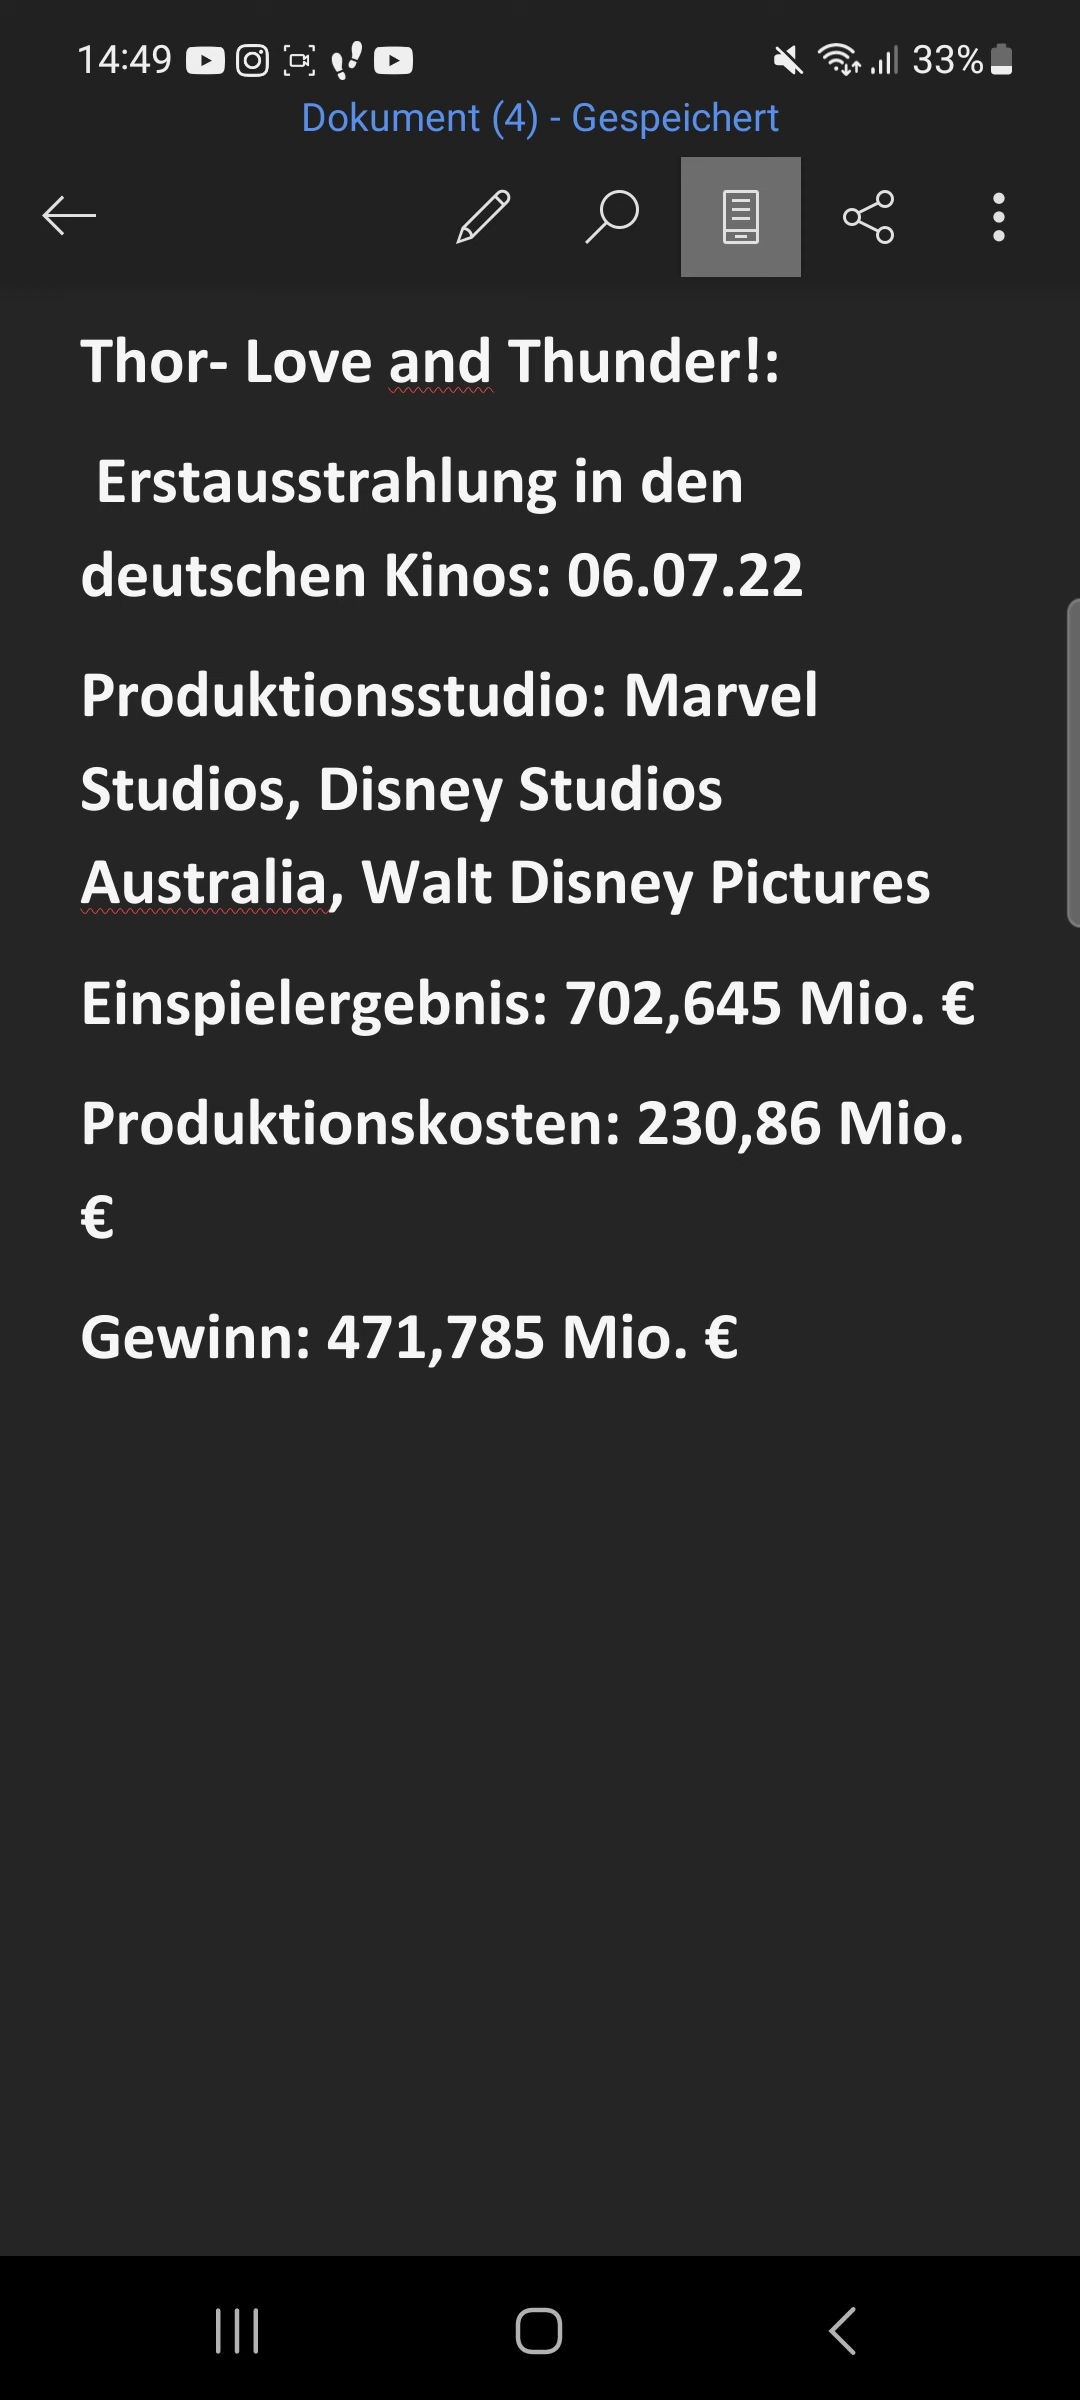 14:49
33%
Dokument (4) - Gespeichert
Thor- Love and Thunder!:
Erstausstrahlung in den
deutschen Kinos: 06.07.22
Produktionsstudio: Marvel
Studios, Disney Studios
Australia, Walt Disney Pictures
Einspielergebnis: 702,645 Mio. €
Produktionskosten: 230,86 Mio.
€
Gewinn: 471,785 Mio. €